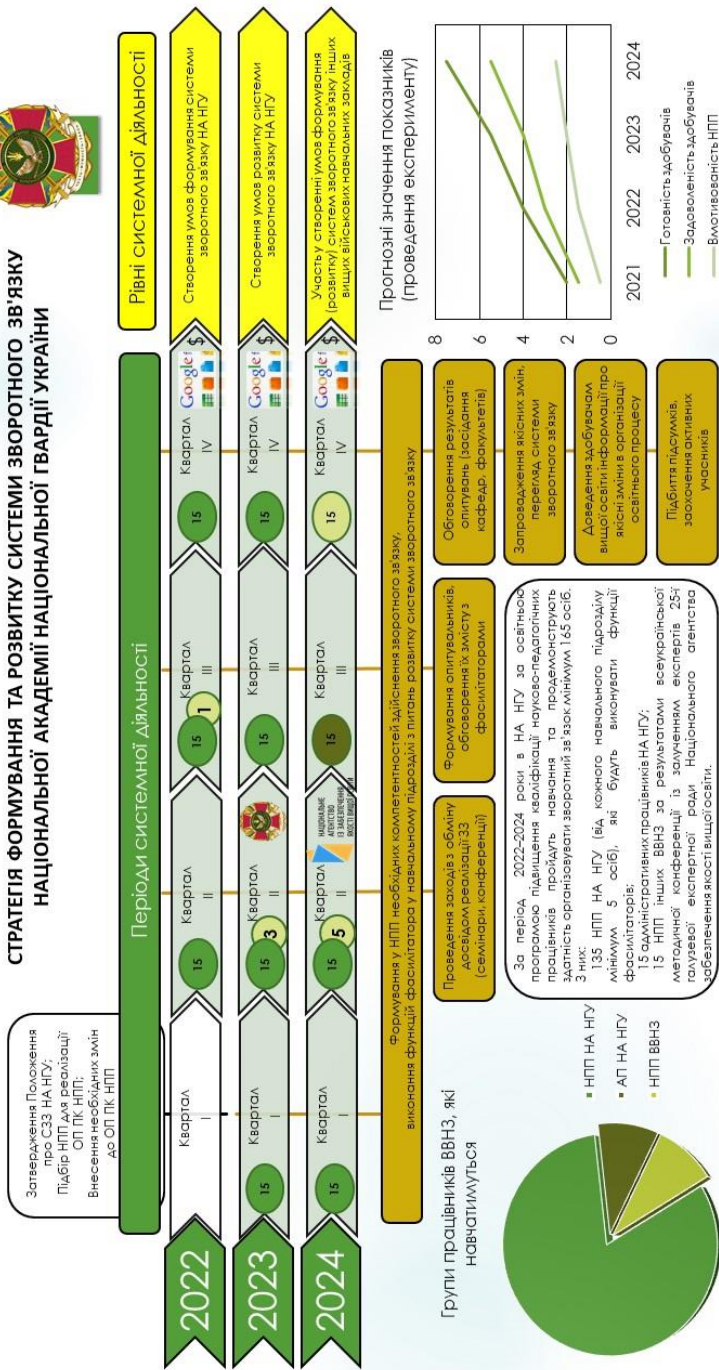 СТРАТЕГІЯ ФОРМУВАННЯ ТА РОЗВИТКУ СИСТЕМИ ЗВОРОТНОГО ЗВ'ЯЗКУ
НАЦІОНАЛЬНОЇ АКАДЕМІЇ НАЦІОНАЛЬНОЇ ГВАРДІЇ УКРАЇНИ
Затвердження Положення
про СЗЗ НА НГУ;
Підбір НПП для реалізації
ОП ПК НПП;
Внесення необхідних змін
до ОП ПК НПП
Періоди системної діяльності
Рівні системної діяльності
2022
Квартал
I
15
Квартал
II
15
1
Квартал
III
15
Квартал
IV
Google
$
Створення умов формування системи
зворотного зв'язку НА НГУ
2023
15
Квартал
I
15
3
Квартал
II
15
Квартал
III
15
Квартал
IV
Google
$
Створення умов розвитку системи
зворотного зв'язку НА НГУ
2024
15
Квартал
I
15
5
Квартал
II
НАЦІОНАЛЬНЕ
АГЕНТСТВО
ІЗ ЗАБЕЗПЕЧЕННЯ
ЯКОСТІ ВИЩОЇ ОСВІТИ
15
Квартал
III
15
Квартал
IV
Google
$
Участь у створенні умов формування
(розвитку) систем зворотного зв'язку інших
вищих військових навчальних закладів
Формування у НПП необхідних компетентностей здійснення зворотного зв'язку,
виконання функцій фасилітатора у навчальному підрозділі з питань розвитку системи зворотного зв'язку
Проведення заходів з обміну
досвідом реалізації ЗЗ
(семінари, конференції)
Формування опитувальників,
обговорення їх змісту з
фасилітаторами
Обговорення результатів
опитувань (засідання
кафедр, факультетів)
Запровадження якісних змін,
перегляд системи
зворотного зв'язку
Доведення здобувачам
вищої освіти інформації про
якісні зміни в організації
освітнього процесу
Підбиття підсумків,
заохочення активних
учасників
Групи працівників ВВНЗ, які
навчатимуться
НПП НА НГУ
АП НА НГУ
НПП ВВНЗ
За період 2022-2024 роки в НА НГУ за освітньою
програмою підвищення кваліфікації науково-педагогічних
працівників пройдуть навчання та продемонструють
здатність організовувати зворотний зв'язок мінімум 165 осіб.
З них:
135 НПП НА НГУ (від кожного навчального підрозділу
мінімум 5 осіб), які будуть виконувати функції
фасилітаторів;
15 адміністративних працівників НА НГУ;
15 НПП інших ВВНЗ за результатами всеукраїнської
методичної конференції із залученням експертів 25-ї
галузевої експертної ради Національного агентства
забезпечення якості вищої освіти.
Прогнозні значення показників
(проведення експерименту)
8
6
4
2
0
2021
2022
2023
2024
Готовність здобувачів
Задоволеність здобувачів
Вмотивованість НПП